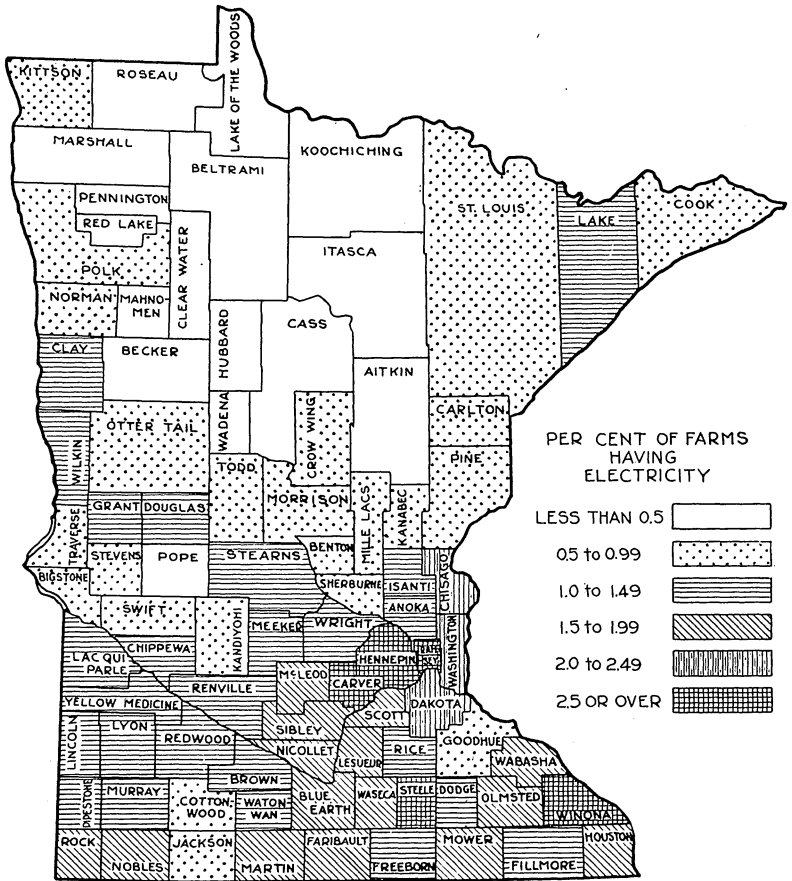 KITTSON
ROSEAU
LAKE OF THE WOODS
MARSHALL
BELTRAMI
KOOCHICHING
PENNINGTON
RED LAKE
POLK
CLEAR WATER
ST. LOUIS
LAKE
COOK
ITASCA
NORMAN
MAHNO-
MEN
HUBBARD
CASS
CLAY
BECKER
AITKIN
WADENA
CROW WING
CARLTON
OTTER TAIL
WILKIN
TODD
MORRISON
MILLE LACS
KANABEC
PINE
PER CENT OF FARMS
HAVING
ELECTRICITY
LESS THAN 0.5
0.5 to 0.99
1.0 to 1.49
1.5 to 1.99
2.0 to 2.49
2.5 OR OVER
GRANT
DOUGLAS
TRAVERSE
STEVENS
POPE
STEARNS
BENTON
BIGSTONE
SHERBURNE
ISANTI
CHISAGO
SWIFT
KANDIYOHI
MEEKER
WRIGHT
ANOKA
WASHINGTON
CHIPPEWA
LAC QUI
PARLE
HENNEPIN
RAM-
SEY
McLEOD
CARVER
RENVILLE
YELLOW MEDICINE
SCOTT
DAKOTA
LINCOLN
LYON
REDWOOD
SIBLEY
NICOLLET
LESUEUR
RICE
GOODHUE
WABASHA
BROWN
PIPESTONE
MURRAY
COTTON
WOOD
WATON
WAN
BLUE
EARTH
WASECA
STEELE
DODGE
OLMSTED
WINONA
ROCK
NOBLES
JACKSON
MARTIN
FARIBAULT
FREEBORN
MOWER
FILLMORE
HOUSTON